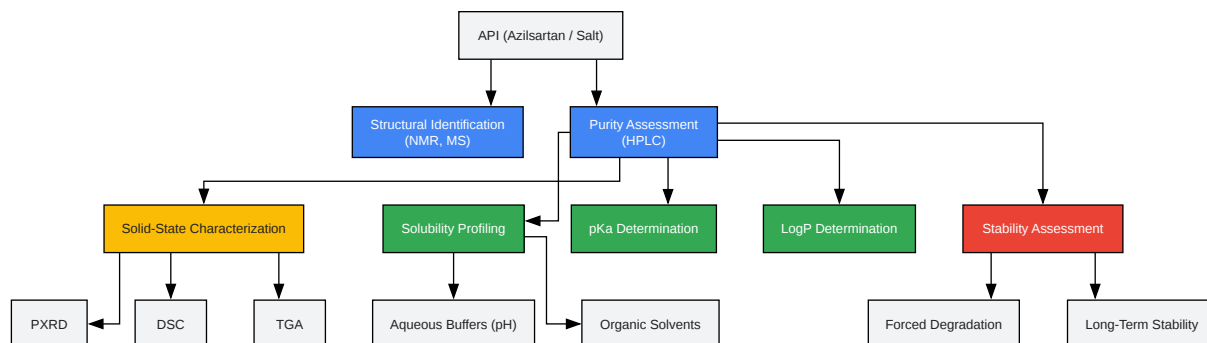 API (Azilsartan / Salt)
Structural Identification
(NMR, MS)
Purity Assessment
(HPLC)
Solid-State Characterization
Solubility Profiling
pKa Determination
LogP Determination
Stability Assessment
PXRD
DSC
TGA
Aqueous Buffers (pH)
Organic Solvents
Forced Degradation
Long-Term Stability